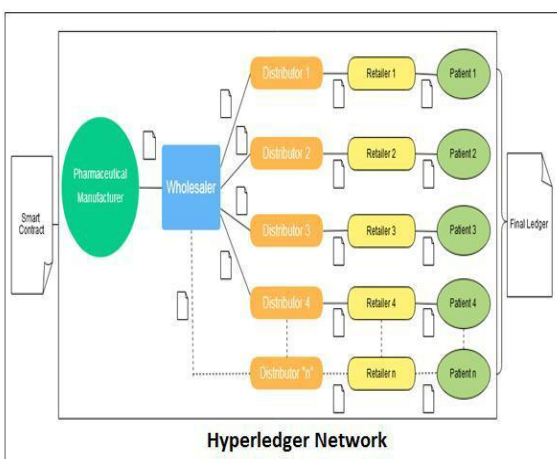 Smart
Contract
Pharmaceutical
Manufacturer
Wholesaler
Distributor 1
Retailer 1
Patient 1
Distributor 2
Retailer 2
Patient 2
Distributor 3
Retailer 3
Patient 3
Distributor 4
Retailer 4
Patient 4
Distributor "n"
Retailer n
Patient n
Final Ledger
Hyperledger Network